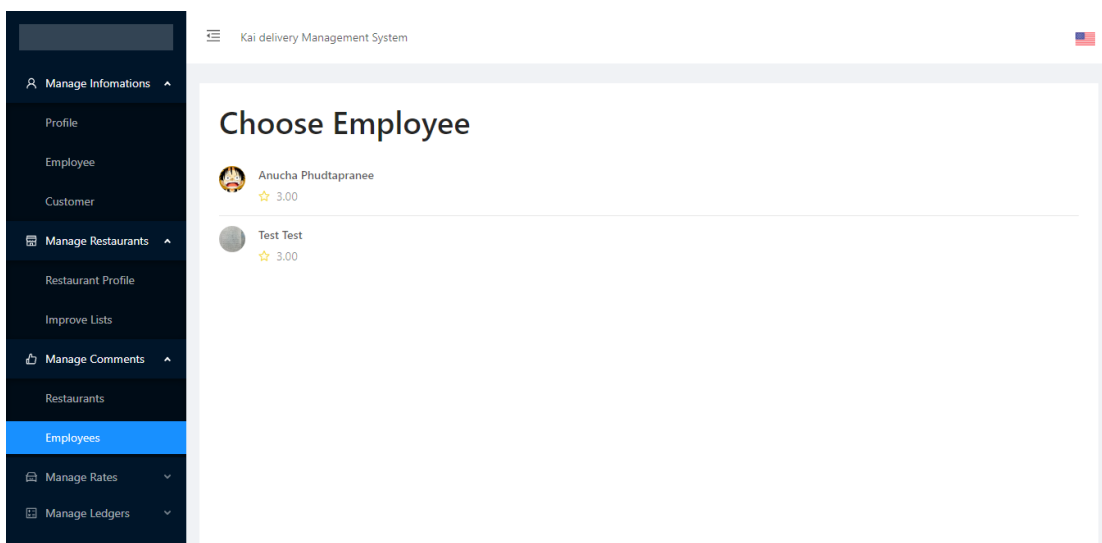 Kai delivery Management System
Manage Infomations
Profile
Employee
Customer
Manage Restaurants
Restaurant Profile
Improve Lists
Manage Comments
Restaurants
Employees
Manage Rates
Manage Ledgers
Choose Employee
Anucha Phudtapranee
3.00
Test Test
3.00